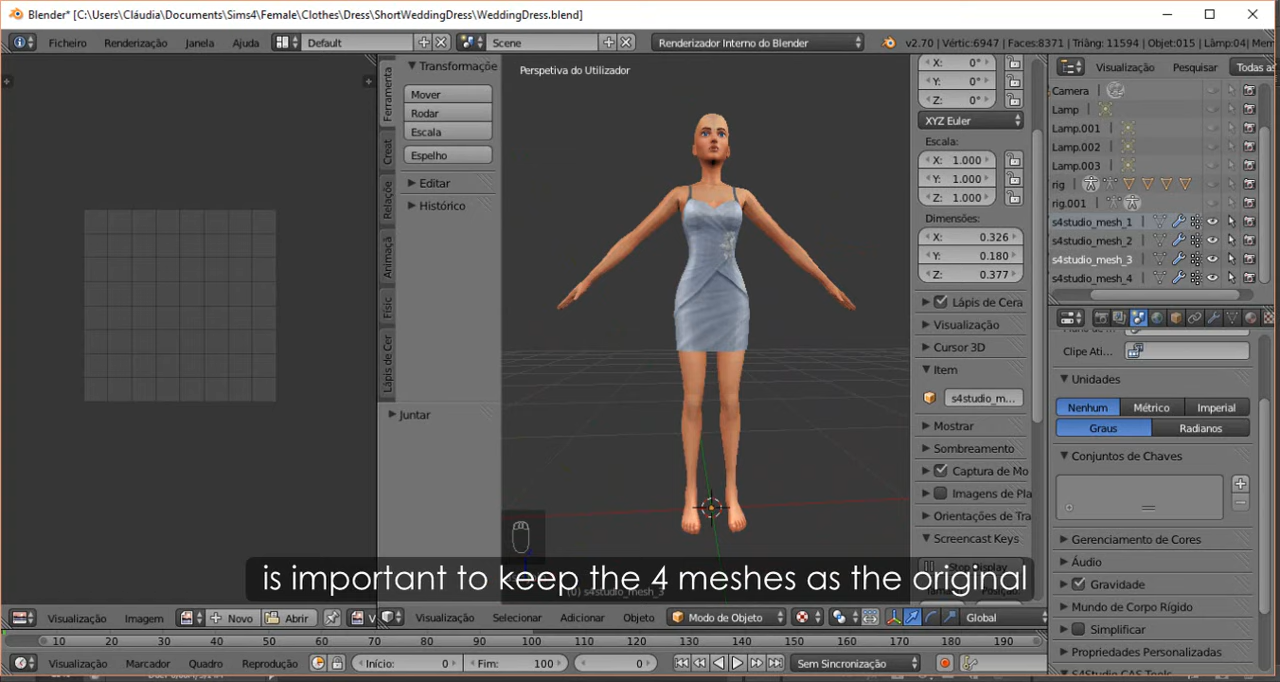 Blender* [C:\Users\Cláudia\Documents\Sims4\Female\Clothes\Dress\ShortWeddingDress\WeddingDress.blend]
Ficheiro Renderização Janela Ajuda Default Scene Renderizador Interno do Blender v2.70 | Vértic:6947 | Faces:8371 | Triâng: 11594 | Objet:015 | Lâmp:04 | Mem
Transformaçõe
Mover
Rodar
Escala
Espelho
Editar
Histórico
Juntar
Ferramenta
Creat
Relaçõe
Animaçã
Físic
Lápis de Cer
Perspetiva do Utilizador
(0) s4studio_mesh_3
X: 0°
Y: 0°
Z: 0°
XYZ Euler
Escala:
X: 1.000
Y: 1.000
Z: 1.000
Dimensões:
X: 0.326
Y: 0.180
Z: 0.377
Lápis de Cera
Visualização
Cursor 3D
Item
s4studio_m...
Mostrar
Sombreamento
Captura de Mo
Imagens de Pla
Orientações de Tra
Screencast Keys
Stop Display
Visualização Pesquisar Todas as
Camera
Lamp
Lamp.001
Lamp.002
Lamp.003
rig
rig.001
s4studio_mesh_1
s4studio_mesh_2
s4studio_mesh_3
s4studio_mesh_4
Clipe Ati...
Unidades
Nenhum Métrico Imperial
Graus Radianos
Conjuntos de Chaves
Gerenciamento de Cores
Áudio
Gravidade
Mundo de Corpo Rígido
Simplificar
Propriedades Personalizadas
S4Studio CAS Tools
is important to keep the 4 meshes as the original
Visualização Imagem Novo Abrir V Visualização Selecionar Adicionar Objeto Modo de Objeto Global
10 20 30 40 50 60 70 80 90 100 110 120 130 140 150 160 170 180 190
Visualização Marcador Quadro Reprodução Início: 0 Fim: 100 0 Sem Sincronização